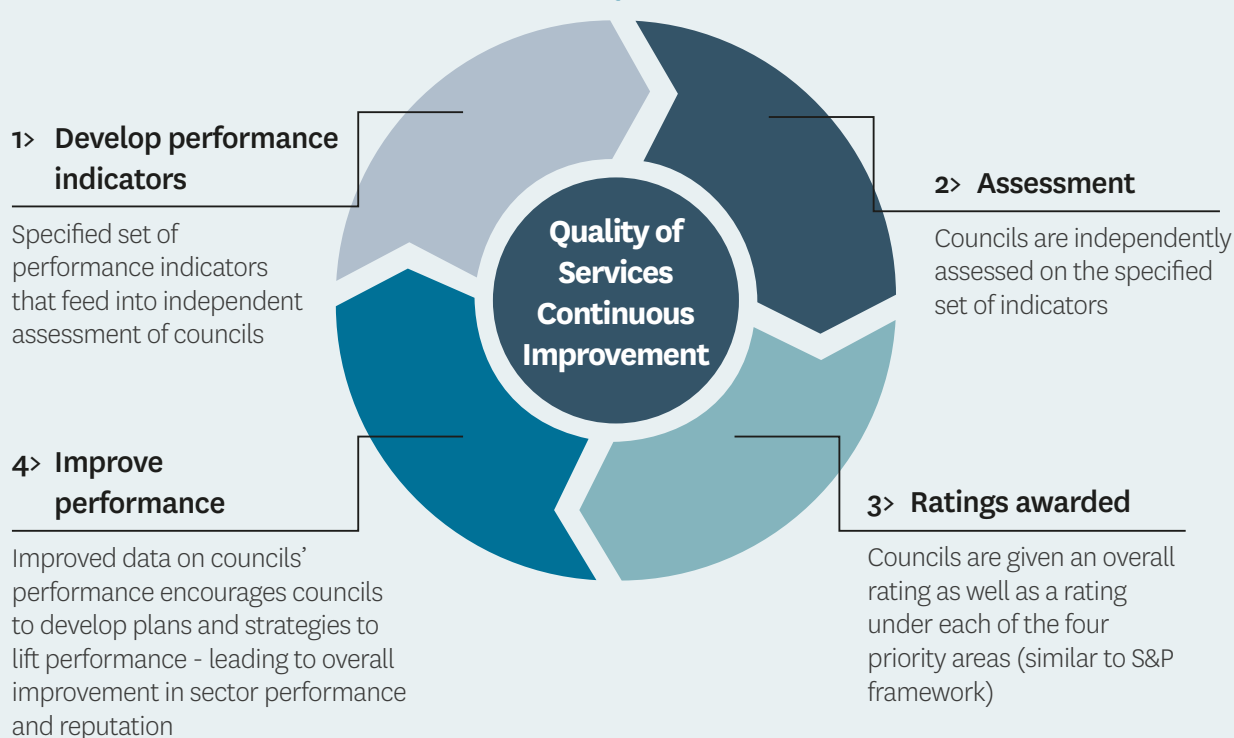 1> Develop performance
indicators
Specified set of
performance indicators
that feed into independent
assessment of councils
Quality of
Services
Continuous
Improvement
2> Assessment
Councils are independently
assessed on the specified
set of indicators
3> Ratings awarded
Councils are given an overall
rating as well as a rating
under each of the four
priority areas (similar to S&P
framework)
4> Improve
performance
Improved data on councils’
performance encourages councils
to develop plans and strategies to
lift performance - leading to overall
improvement in sector performance
and reputation